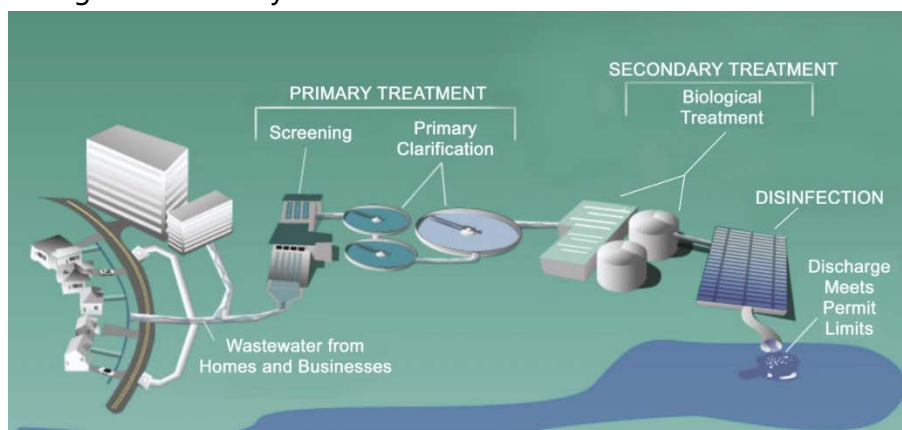 PRIMARY TREATMENT
Screening
Primary
Clarification
SECONDARY TREATMENT
Biological
Treatment
DISINFECTION
Discharge
Meets
Permit
Limits
Wastewater from
Homes and Businesses